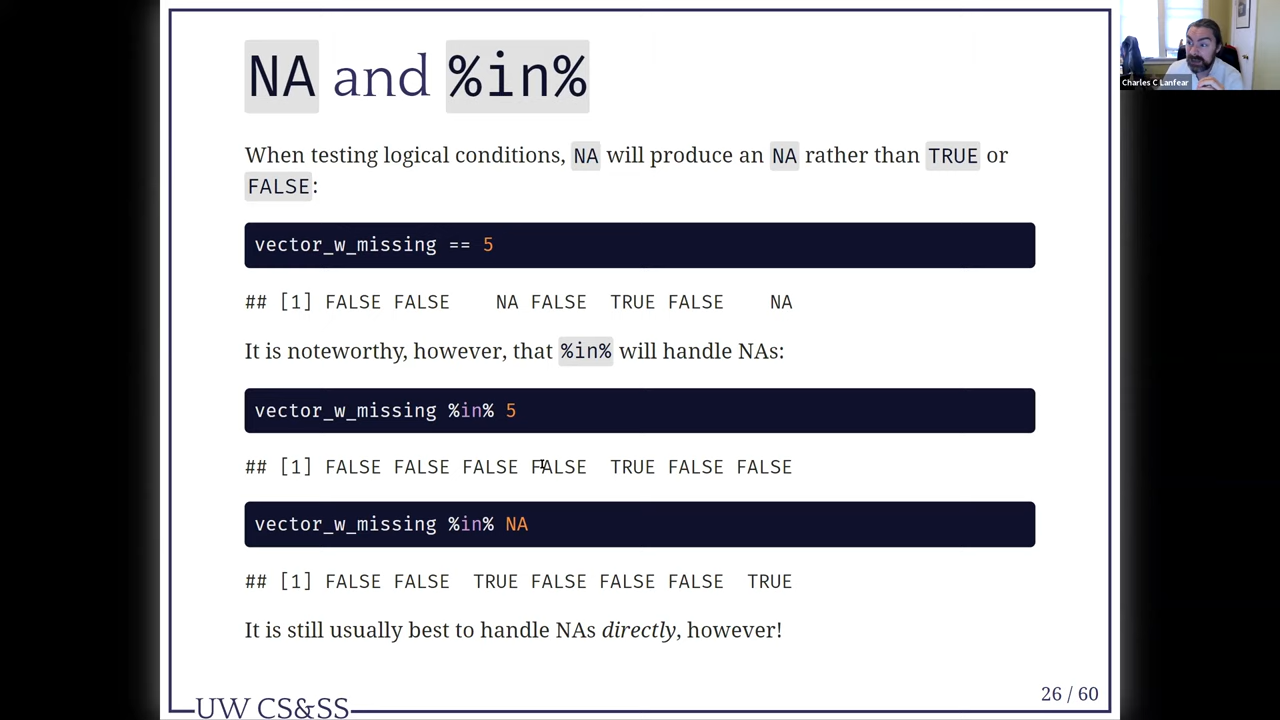 NA and %in%
Charles C Lanfear
When testing logical conditions, NA will produce an NA rather than TRUE or
FALSE:
vector_w_missing == 5
## [1] FALSE FALSE    NA FALSE  TRUE FALSE    NA
It is noteworthy, however, that %in% will handle NAs:
vector_w_missing %in% 5
## [1] FALSE FALSE FALSE FALSE  TRUE FALSE FALSE
vector_w_missing %in% NA
## [1] FALSE FALSE  TRUE FALSE FALSE FALSE  TRUE
It is still usually best to handle NAs directly, however!
UW CS&SS
26 / 60